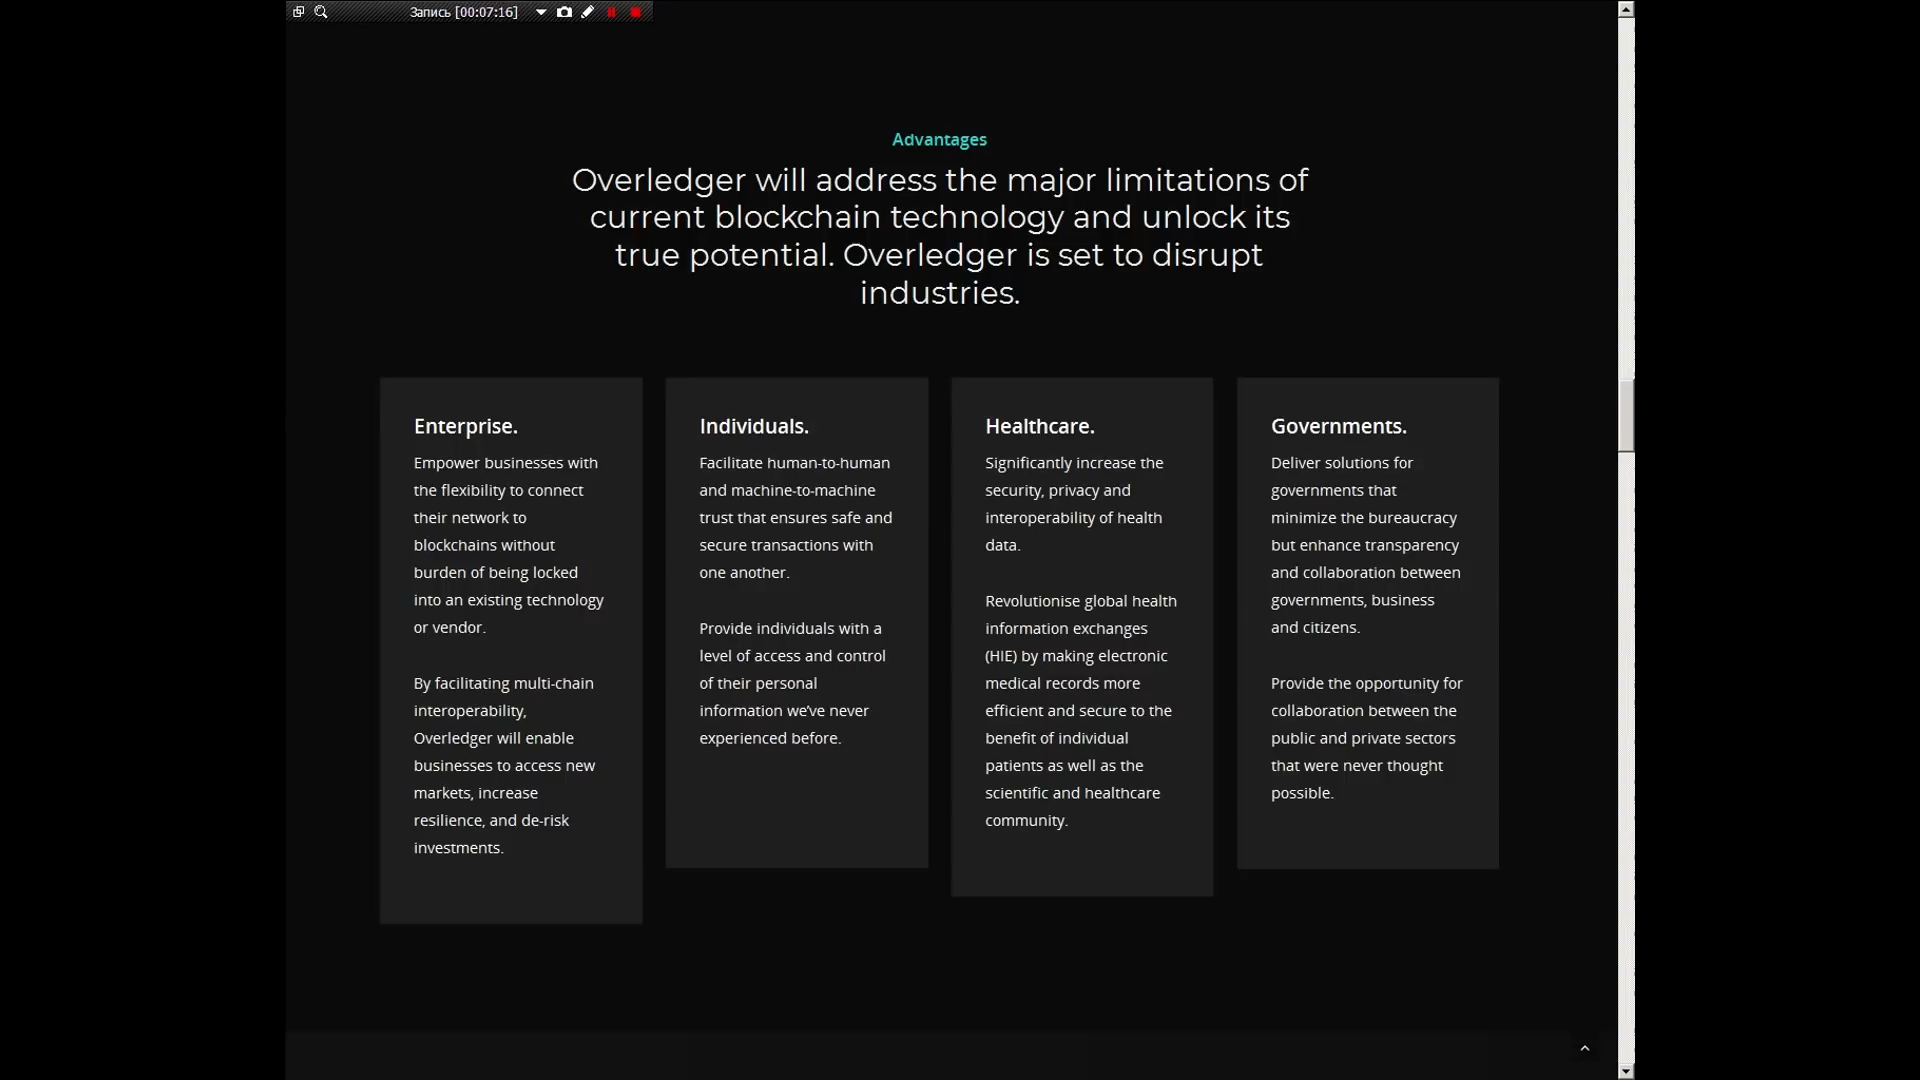 Запись [00:07:16]
Advantages
Overledger will address the major limitations of
current blockchain technology and unlock its
true potential. Overledger is set to disrupt
industries.
Enterprise.
Empower businesses with
the flexibility to connect
their network to
blockchains without
burden of being locked
into an existing technology
or vendor.
By facilitating multi-chain
interoperability,
Overledger will enable
businesses to access new
markets, increase
resilience, and de-risk
investments.
Individuals.
Facilitate human-to-human
and machine-to-machine
trust that ensures safe and
secure transactions with
one another.
Provide individuals with a
level of access and control
of their personal
information we’ve never
experienced before.
Healthcare.
Significantly increase the
security, privacy and
interoperability of health
data.
Revolutionise global health
information exchanges
(HIE) by making electronic
medical records more
efficient and secure to the
benefit of individual
patients as well as the
scientific and healthcare
community.
Governments.
Deliver solutions for
governments that
minimize the bureaucracy
but enhance transparency
and collaboration between
governments, business
and citizens.
Provide the opportunity for
collaboration between the
public and private sectors
that were never thought
possible.